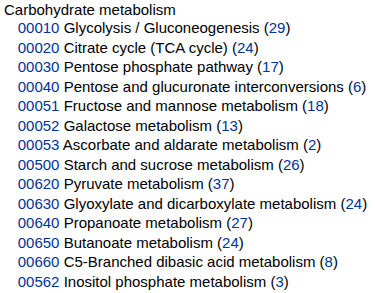 Carbohydrate metabolism
00010 Glycolysis / Gluconeogenesis (29)
00020 Citrate cycle (TCA cycle) (24)
00030 Pentose phosphate pathway (17)
00040 Pentose and glucuronate interconversions (6)
00051 Fructose and mannose metabolism (18)
00052 Galactose metabolism (13)
00053 Ascorbate and aldarate metabolism (2)
00500 Starch and sucrose metabolism (26)
00620 Pyruvate metabolism (37)
00630 Glyoxylate and dicarboxylate metabolism (24)
00640 Propanoate metabolism (27)
00650 Butanoate metabolism (24)
00660 C5-Branched dibasic acid metabolism (8)
00562 Inositol phosphate metabolism (3)